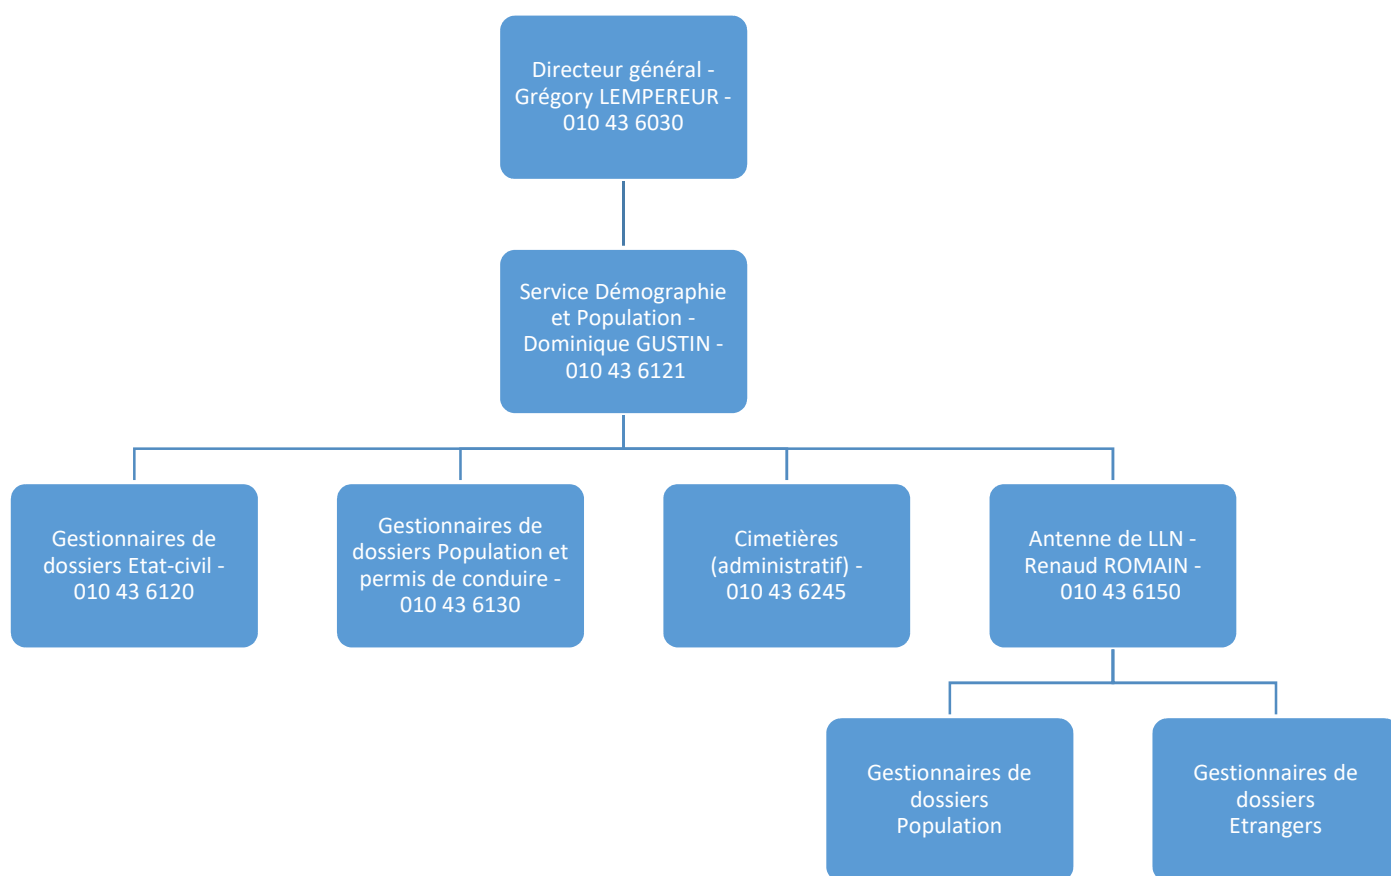 Directeur général -
Grégory LEMPEREUR -
010 43 6030
Service Démographie
et Population -
Dominique GUSTIN -
010 43 6121
Gestionnaires de
dossiers Etat-civil -
010 43 6120
Gestionnaires de
dossiers Population et
permis de conduire -
010 43 6130
Cimetières
(administratif) -
010 43 6245
Antenne de LLN -
Renaud ROMAIN -
010 43 6150
Gestionnaires de
dossiers
Population
Gestionnaires de
dossiers
Etrangers